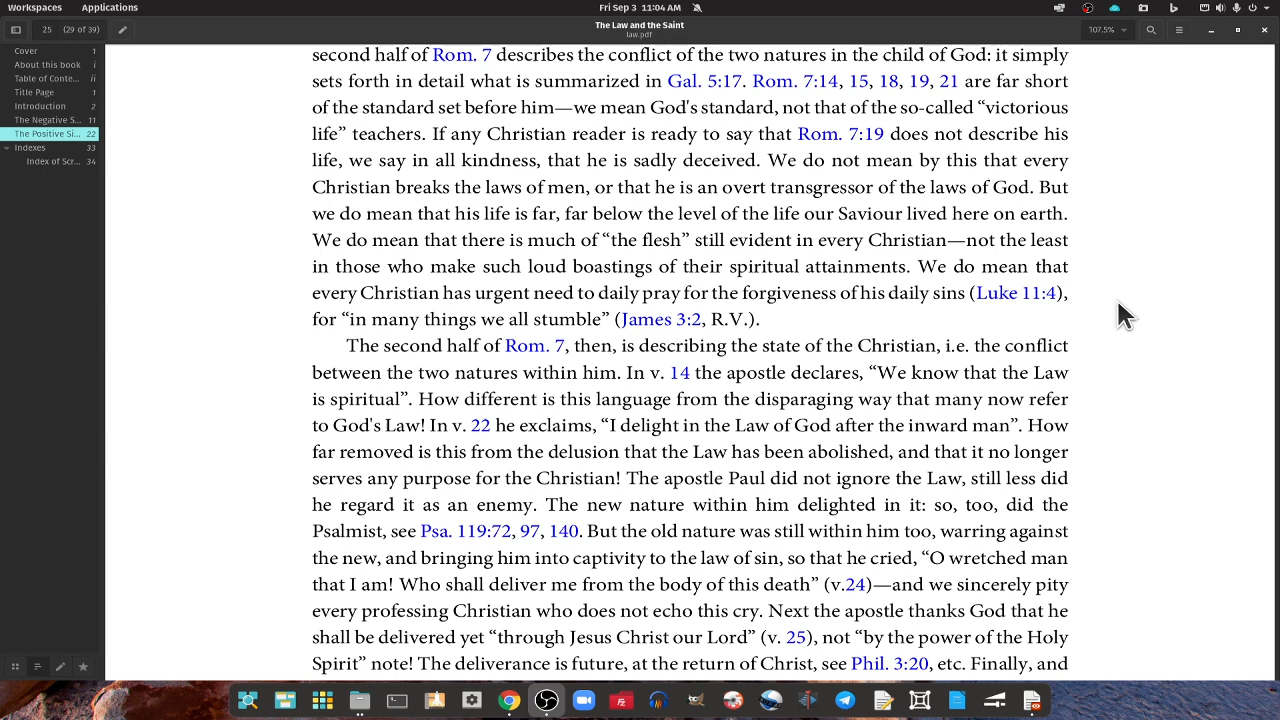 Workspaces Applications Fri Sep 3 11:04 AM
The Law and the Saint
law.pdf
25 (29 of 39) 107.5%
Cover 1
About this book i
Table of Conte... ii
Title Page 1
Introduction 2
The Negative S... 11
The Positive Si... 22
Indexes 33
Index of Scr... 34
second half of Rom. 7 describes the conflict of the two natures in the child of God: it simply
sets forth in detail what is summarized in Gal. 5:17. Rom. 7:14, 15, 18, 19, 21 are far short
of the standard set before him—we mean God's standard, not that of the so-called “victorious
life” teachers. If any Christian reader is ready to say that Rom. 7:19 does not describe his
life, we say in all kindness, that he is sadly deceived. We do not mean by this that every
Christian breaks the laws of men, or that he is an overt transgressor of the laws of God. But
we do mean that his life is far, far below the level of the life our Saviour lived here on earth.
We do mean that there is much of “the flesh” still evident in every Christian—not the least
in those who make such loud boastings of their spiritual attainments. We do mean that
every Christian has urgent need to daily pray for the forgiveness of his daily sins (Luke 11:4),
for “in many things we all stumble” (James 3:2, R.V.).
The second half of Rom. 7, then, is describing the state of the Christian, i.e. the conflict
between the two natures within him. In v. 14 the apostle declares, “We know that the Law
is spiritual”. How different is this language from the disparaging way that many now refer
to God's Law! In v. 22 he exclaims, “I delight in the Law of God after the inward man”. How
far removed is this from the delusion that the Law has been abolished, and that it no longer
serves any purpose for the Christian! The apostle Paul did not ignore the Law, still less did
he regard it as an enemy. The new nature within him delighted in it: so, too, did the
Psalmist, see Psa. 119:72, 97, 140. But the old nature was still within him too, warring against
the new, and bringing him into captivity to the law of sin, so that he cried, “O wretched man
that I am! Who shall deliver me from the body of this death” (v.24)—and we sincerely pity
every professing Christian who does not echo this cry. Next the apostle thanks God that he
shall be delivered yet “through Jesus Christ our Lord” (v. 25), not “by the power of the Holy
Spirit” note! The deliverance is future, at the return of Christ, see Phil. 3:20, etc. Finally, and